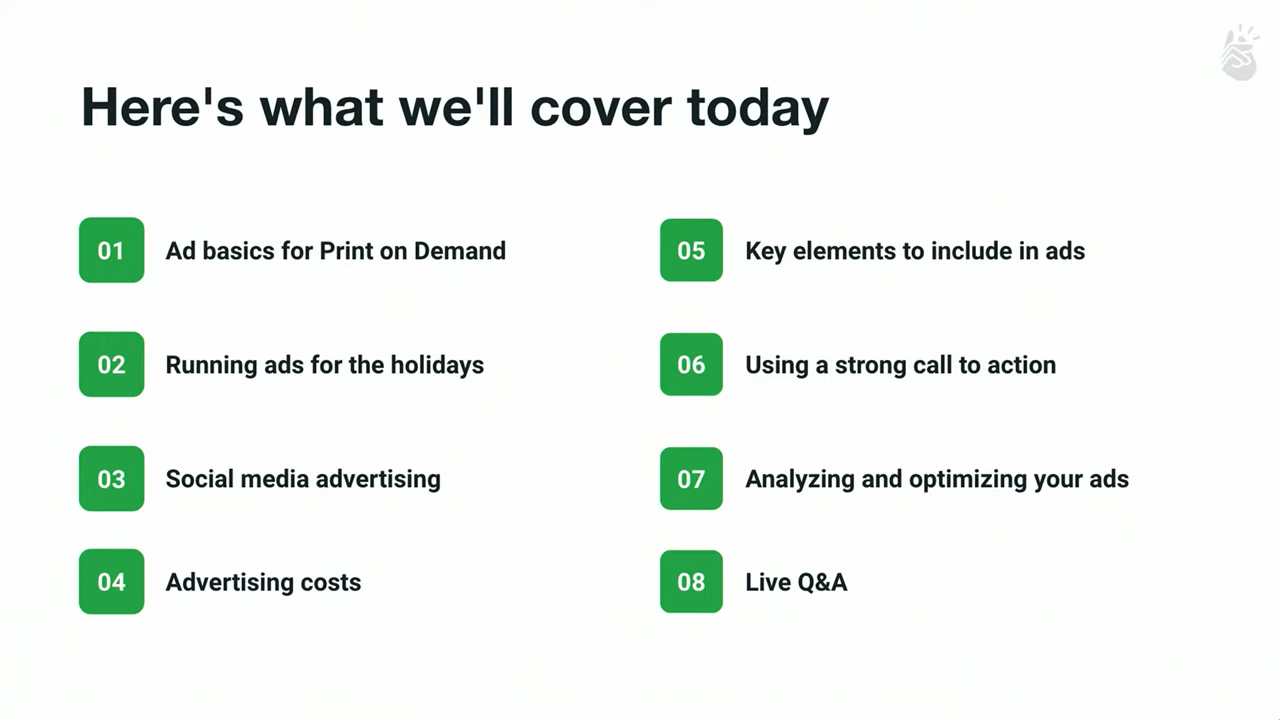 Here's what we'll cover today
01 Ad basics for Print on Demand
02 Running ads for the holidays
03 Social media advertising
04 Advertising costs
05 Key elements to include in ads
06 Using a strong call to action
07 Analyzing and optimizing your ads
08 Live Q&A